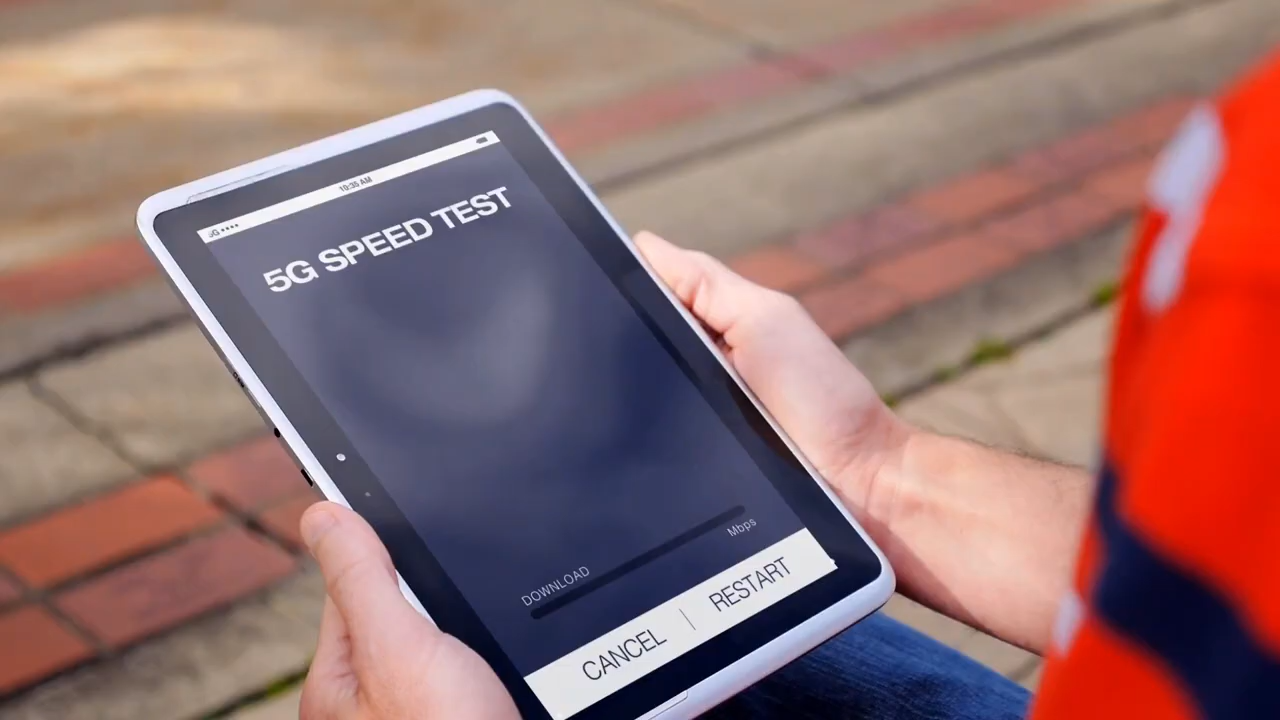 5G
10:35 AM
5G SPEED TEST
DOWNLOAD
Mbps
CANCEL | RESTART